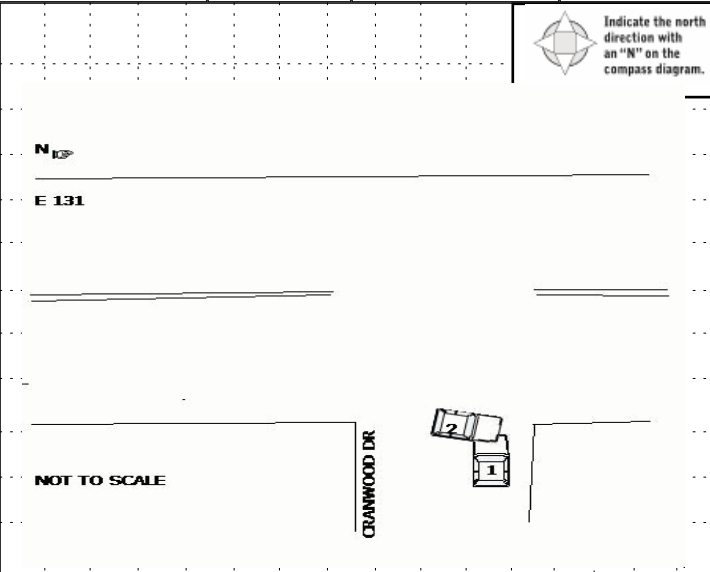 Indicate the north
direction with
an “N” on the
compass diagram.
N
E 131
2
1
CRANWOOD DR
NOT TO SCALE